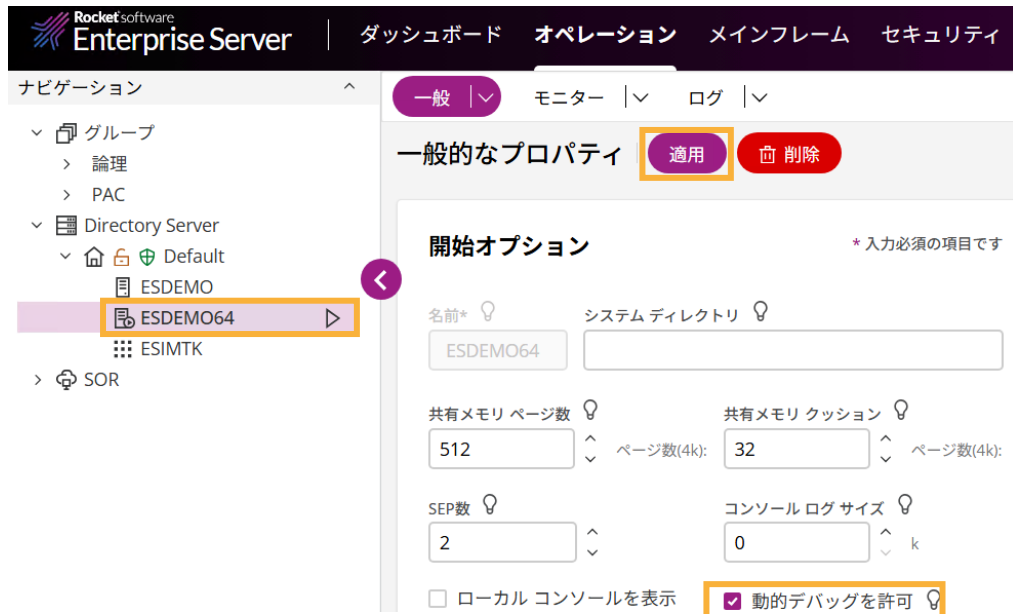 Rocket software
Enterprise Server
ダッシュボード オペレーション メインフレーム セキュリティ
ナビゲーション
一般 モニター ログ
グループ
論理
PAC
Directory Server
Default
ESDEMO
ESDEMO64
ESIMTK
SOR
一般的なプロパティ 適用 削除
開始オプション * 入力必須の項目です
名前* システム ディレクトリ
ESDEMO64
共有メモリ ページ数 共有メモリ クッション
512 ページ数(4k): 32 ページ数(4k):
SEP数 コンソール ログ サイズ
2 0 k
ローカル コンソールを表示 動的デバッグを許可